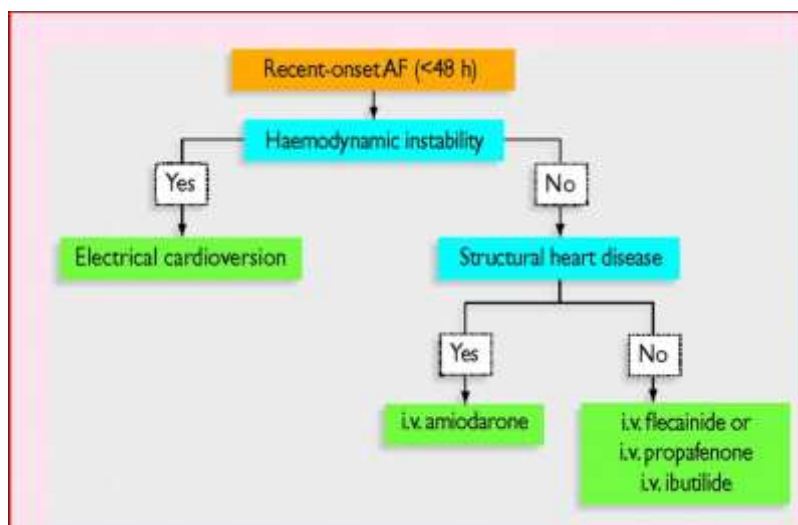 Recent-onset AF (<48 h)
Haemodynamic instability
Yes
No
Electrical cardioversion
Structural heart disease
Yes
No
i.v. amiodarone
i.v. flecainide or
i.v. propafenone
i.v. ibutilide